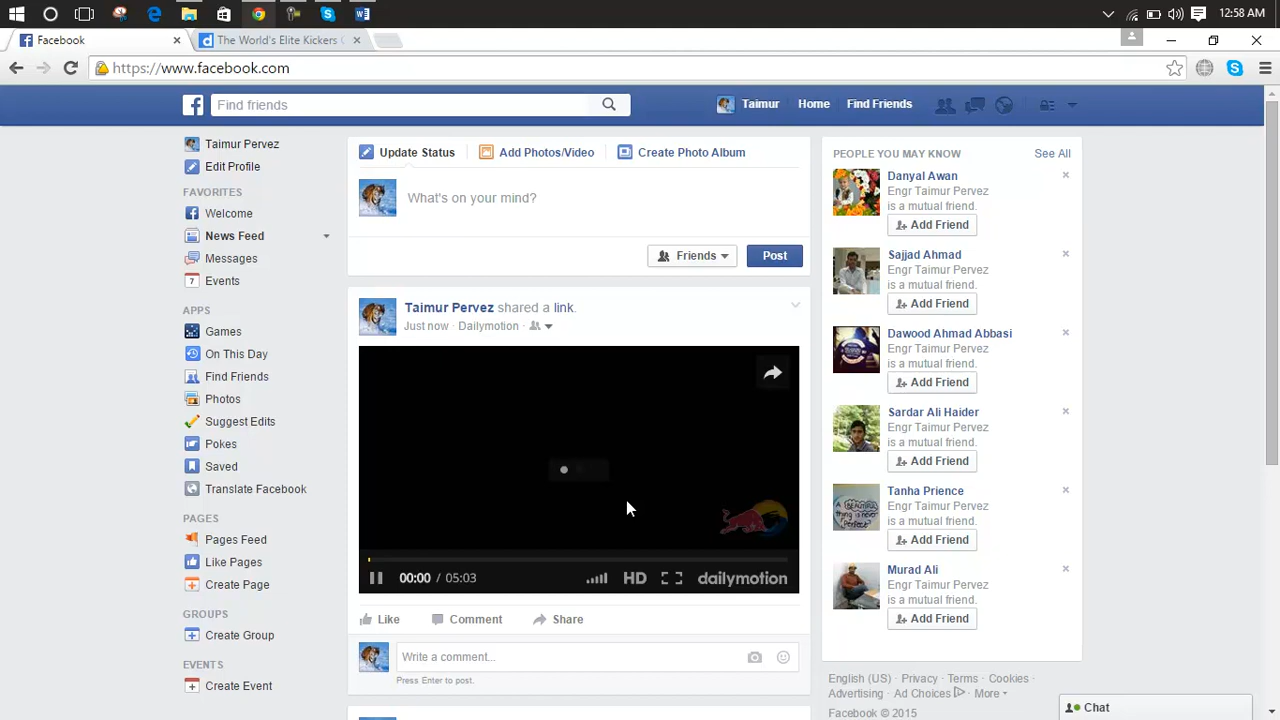 12:58 AM
Facebook
The World's Elite Kickers
https://www.facebook.com
Find friends
Taimur
Home
Find Friends
Taimur Pervez
Edit Profile
FAVORITES
Welcome
News Feed
Messages
7
Events
APPS
Games
On This Day
Find Friends
Photos
Suggest Edits
Pokes
Saved
Translate Facebook
PAGES
Pages Feed
Like Pages
Create Page
GROUPS
Create Group
EVENTS
Create Event
Update Status
Add Photos/Video
Create Photo Album
What's on your mind?
Friends
Post
Taimur Pervez shared a link.
Just now · Dailymotion ·
00:00 / 05:03
HD
dailymotion
Like
Comment
Share
Write a comment...
Press Enter to post.
PEOPLE YOU MAY KNOW
See All
Danyal Awan
Engr Taimur Pervez
is a mutual friend.
Add Friend
Sajjad Ahmad
Engr Taimur Pervez
is a mutual friend.
Add Friend
Dawood Ahmad Abbasi
Engr Taimur Pervez
is a mutual friend.
Add Friend
Sardar Ali Haider
Engr Taimur Pervez
is a mutual friend.
Add Friend
Tanha Prience
Engr Taimur Pervez
is a mutual friend.
Add Friend
Murad Ali
Engr Taimur Pervez
is a mutual friend.
Add Friend
English (US) · Privacy · Terms · Cookies ·
Advertising · Ad Choices · More
Facebook © 2015
Chat